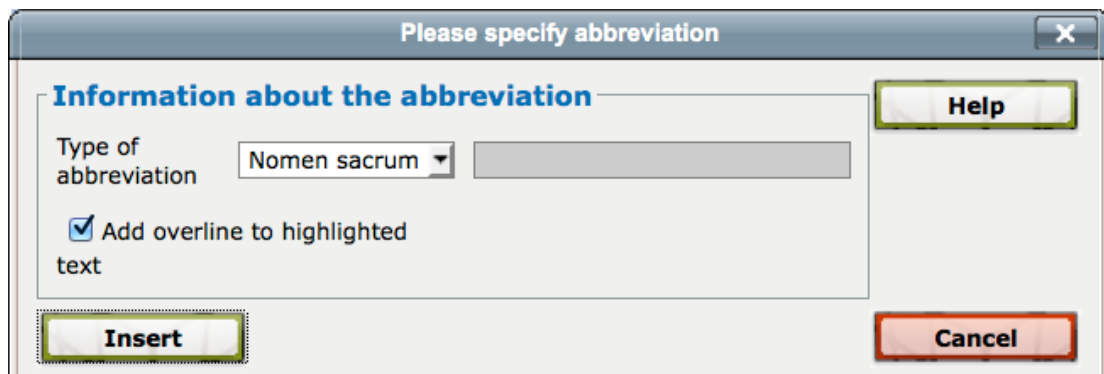 Please specify abbreviation
Information about the abbreviation
Help
Type of
abbreviation
Nomen sacrum
Add overline to highlighted
text
Insert
Cancel